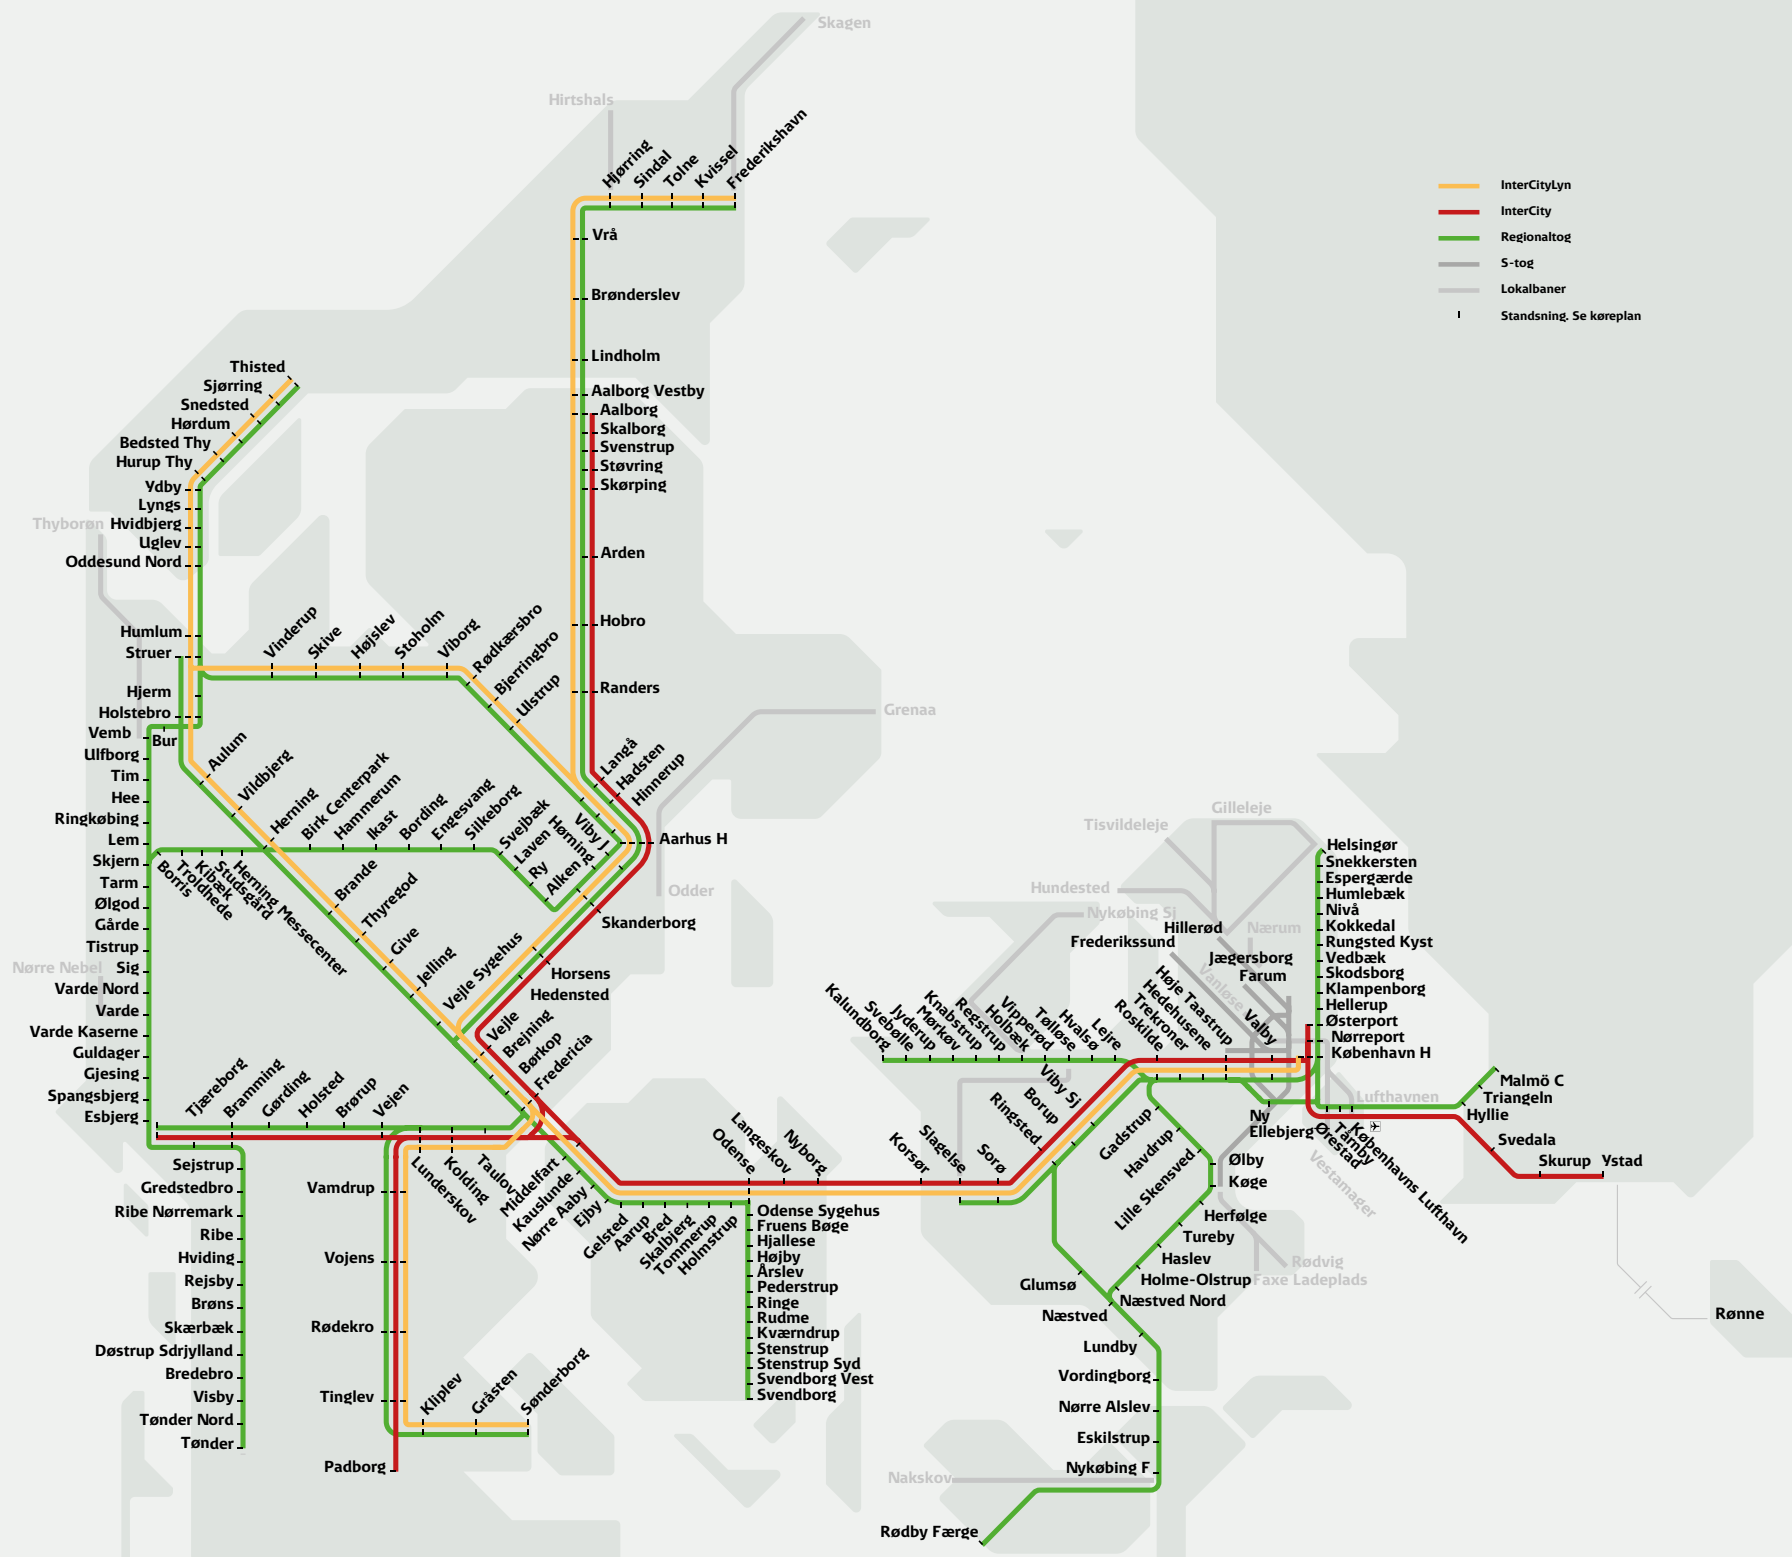 Skagen
Hirtshals
Hjørring
Sindal
Tolne
Kvissel
Frederikshavn
InterCityLyn
InterCity
Regionaltog
S-tog
Lokalbaner
Standsning. Se køreplan
Vrå
Brønderslev
Lindholm
Aalborg Vestby
Aalborg
Skalborg
Svenstrup
Støvring
Skørping
Arden
Hobro
Randers
Langå
Hadsten
Hinnerup
Aarhus H
Grenaa
Odder
Thisted
Sjørring
Snedsted
Hørdum
Bedsted Thy
Hurup Thy
Ydby
Lyngs
Thyborøn
Hvidbjerg
Uglev
Oddesund Nord
Humlum
Struer
Hjerm
Holstebro
Vinderup
Skive
Højslev
Stoholm
Viborg
Rødkærsbro
Bjerringbro
Ulstrup
Vemb
Bur
Ulfborg
Tim
Hee
Ringkøbing
Lem
Skjern
Tarm
Ølgod
Gårde
Tistrup
Sig
Nørre Nebel
Varde Nord
Varde
Varde Kaserne
Guldager
Gjesing
Spangsbjerg
Esbjerg
Aulum
Vildbjerg
Herning
Birk Centerpark
Hammerum
Ikast
Bording
Engesvang
Silkeborg
Svejbæk
Laven
Ry
Alken
Hørning
Viby J
Borris
Troldhede
Kibæk
Studsgård
Herning Messecenter
Brande
Thyregod
Give
Jelling
Vejle Sygehus
Skanderborg
Horsens
Hedensted
Vejle
Brejning
Børkop
Fredericia
Tjæreborg
Bramming
Gørding
Holsted
Brørup
Vejen
Lunderskov
Kolding
Taulov
Middelfart
Kauslunde
Nørre Aaby
Ejby
Gelsted
Aarup
Bred
Skalbjerg
Tommerup
Holmstrup
Odense
Langeskov
Nyborg
Korsør
Slagelse
Sorø
Ringsted
Borup
Viby Sj
Sejstrup
Gredstedbro
Ribe Nørremark
Ribe
Hviding
Rejsby
Brøns
Skærbæk
Døstrup Sdrjylland
Bredebro
Visby
Tønder Nord
Tønder
Vamdrup
Vojens
Rødekro
Tinglev
Padborg
Kliplev
Gråsten
Sønderborg
Odense Sygehus
Fruens Bøge
Hjallese
Højby
Årslev
Pederstrup
Ringe
Rudme
Kværndrup
Stenstrup
Stenstrup Syd
Svendborg Vest
Svendborg
Kalundborg
Svebølle
Jyderup
Mørkøv
Knabstrup
Regstrup
Holbæk
Vipperød
Tølløse
Hvalsø
Lejre
Roskilde
Trekroner
Hedehusene
Høje Taastrup
Valby
Gilleleje
Tisvildeleje
Hundested
Nykøbing Sj
Hillerød
Nærum
Frederikssund
Jægersborg
Farum
Vanløse
Helsingør
Snekkersten
Espergærde
Humlebæk
Nivå
Kokkedal
Rungsted Kyst
Vedbæk
Skodsborg
Klampenborg
Hellerup
Østerport
Nørreport
København H
Lufthavnen
Malmö C
Triangeln
Hyllie
Svedala
Skurup
Ystad
Ny
Ellebjerg
Ørestad
Tårnby
Københavns Lufthavn
Vestamager
Gadstrup
Havdrup
Lille Skensved
Ølby
Køge
Herfølge
Tureby
Haslev
Holme-Olstrup
Næstved Nord
Rødvig
Faxe Ladeplads
Glumsø
Næstved
Lundby
Vordingborg
Nørre Alslev
Eskilstrup
Nykøbing F
Nakskov
Rødby Færge
Rønne